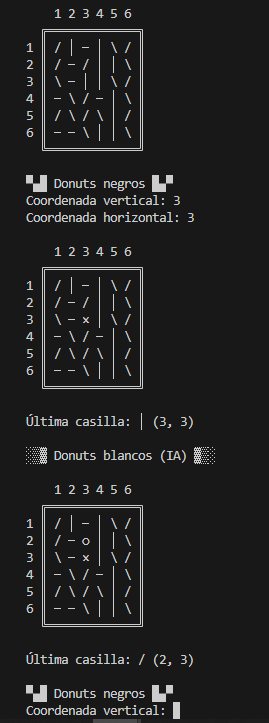 1 2 3 4 5 6
1 / │ ─ │ \ /
2 / ─ / │ │ \
3 \ ─ │ │ \ /
4 ─ \ / ─ │ \
5 / \ / \ │ /
6 ─ ─ \ │ │ \
▀▄█ Donuts negros █▄▀
Coordenada vertical: 3
Coordenada horizontal: 3
1 2 3 4 5 6
1 / │ ─ │ \ /
2 / ─ / │ │ \
3 \ ─ x │ \ /
4 ─ \ / ─ │ \
5 / \ / \ │ /
6 ─ ─ \ │ │ \
Última casilla: │ (3, 3)
░▒▓ Donuts blancos (IA) ▓▒░
1 2 3 4 5 6
1 / │ ─ │ \ /
2 / ─ o │ │ \
3 \ ─ x │ \ /
4 ─ \ / ─ │ \
5 / \ / \ │ /
6 ─ ─ \ │ │ \
Última casilla: / (2, 3)
▀▄█ Donuts negros █▄▀
Coordenada vertical: